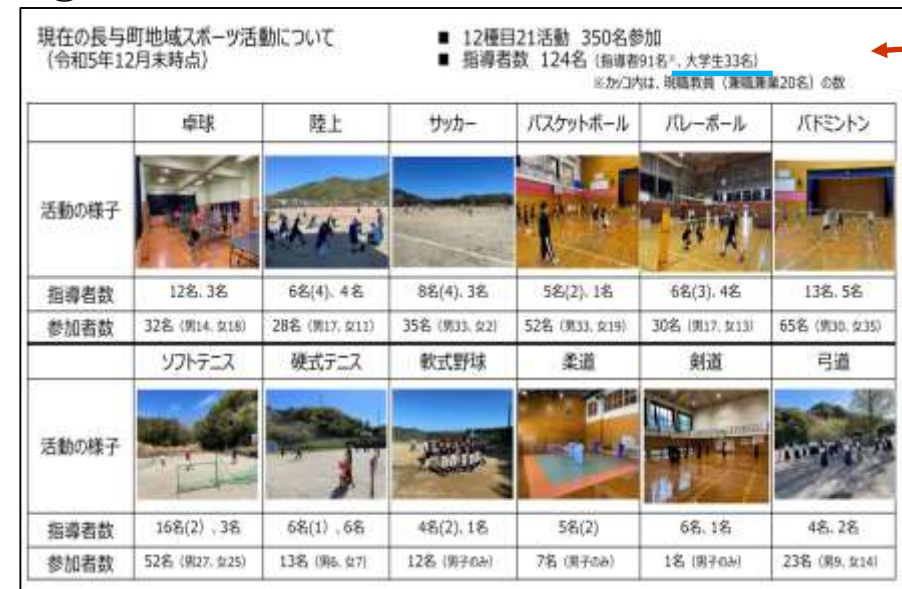 現在の長与町地域スポーツ活動について
（令和5年12月末時点）
■ 12種目21活動 350名参加
■ 指導者数 124名（指導者91名※、大学生33名）
※カッコ内は、現職教員（兼職兼業20名）の数
卓球 陸上 サッカー バスケットボール バレーボール バドミントン
活動の様子
指導者数 12名、3名 6名(4)、4名 8名(4)、3名 5名(2)、1名 6名(3)、4名 13名、5名
参加者数 32名（男14、女18） 28名（男17、女11） 35名（男33、女2） 52名（男33、女19） 30名（男17、女13） 65名（男30、女35）
ソフトテニス 硬式テニス 軟式野球 柔道 剣道 弓道
活動の様子
指導者数 16名(2)、3名 6名(1)、6名 4名(2)、1名 5名(2) 6名、1名 4名、2名
参加者数 52名（男27、女25） 13名（男6、女7） 12名（男子のみ） 7名（男子のみ） 1名（男子のみ） 23名（男9、女14）